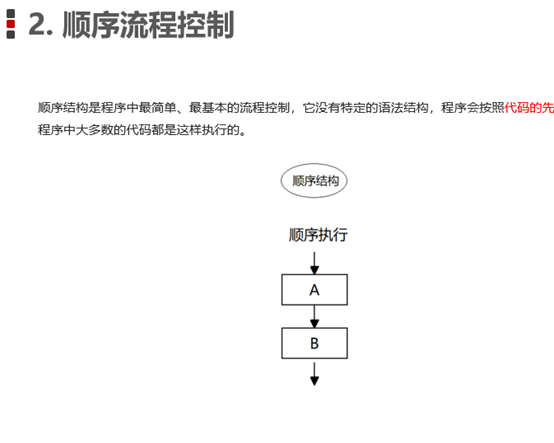 2. 顺序流程控制
顺序结构是程序中最简单、最基本的流程控制，它没有特定的语法结构，程序会按照代码的先
程序中大多数的代码都是这样执行的。
顺序结构
顺序执行
A
B